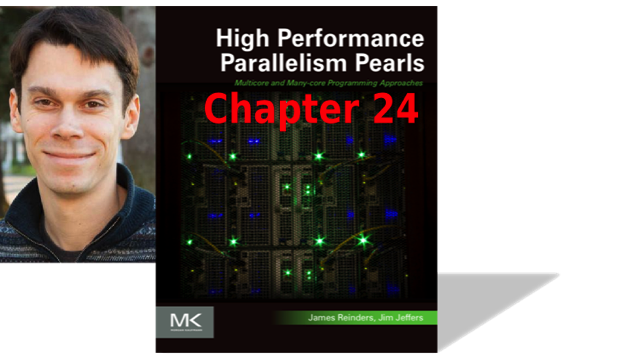 High Performance
Parallelism Pearls
Multicore and Many-core Programming Approaches
Chapter 24
MK
James Reinders, Jim Jeffers